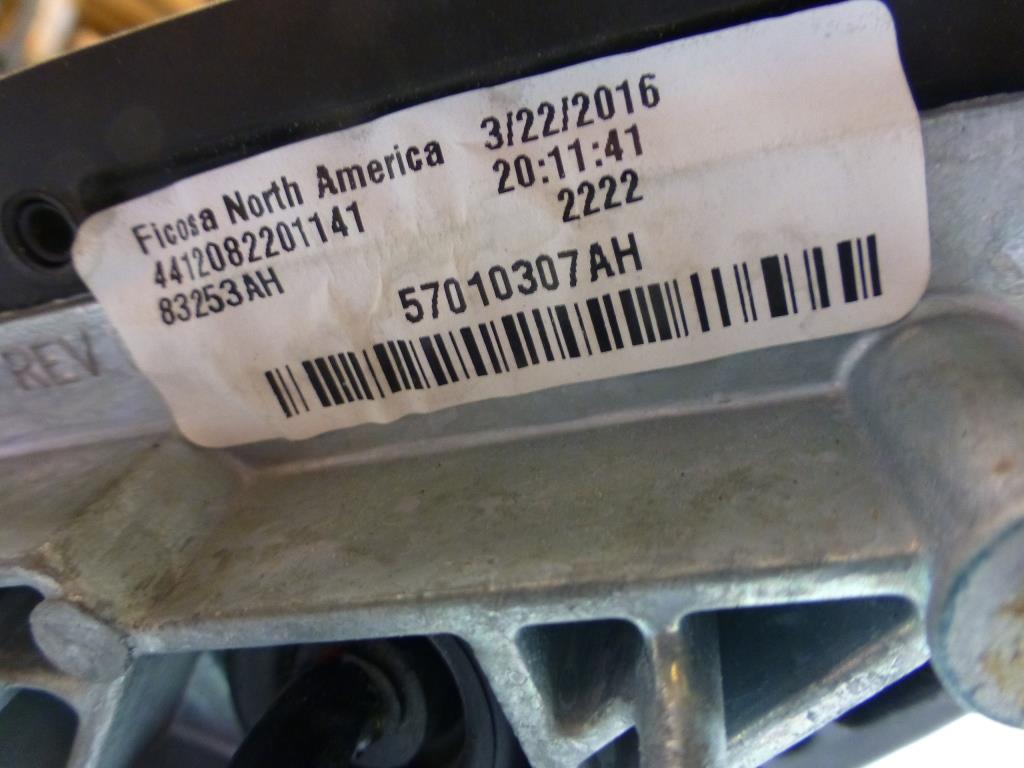 Ficosa North America 3/22/2016
4412082201141 20:11:41
83253AH 2222
57010307AH
REV